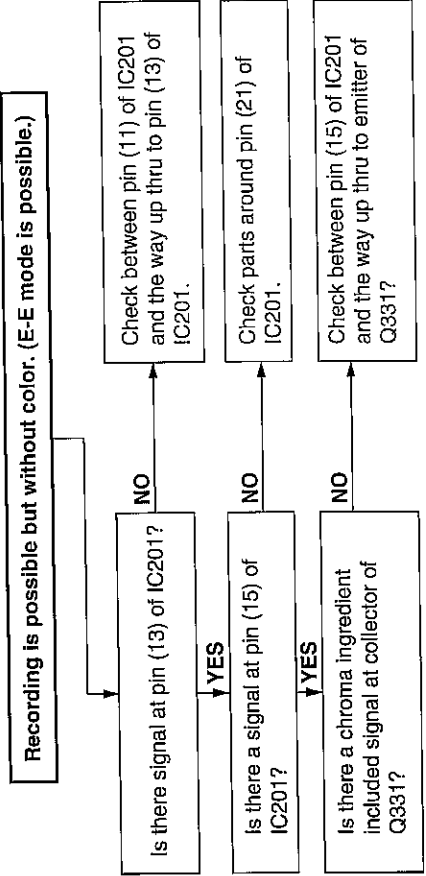 Recording is possible but without color. (E-E mode is possible.)
Is there signal at pin (13) of IC201?
NO
Check between pin (11) of IC201
and the way up thru to pin (13) of
IC201.
YES
Is there a signal at pin (15) of
IC201?
NO
Check parts around pin (21) of
IC201.
YES
Is there a chroma ingredient
included signal at collector of
Q331?
NO
Check between pin (15) of IC201
and the way up thru to emitter of
Q331?